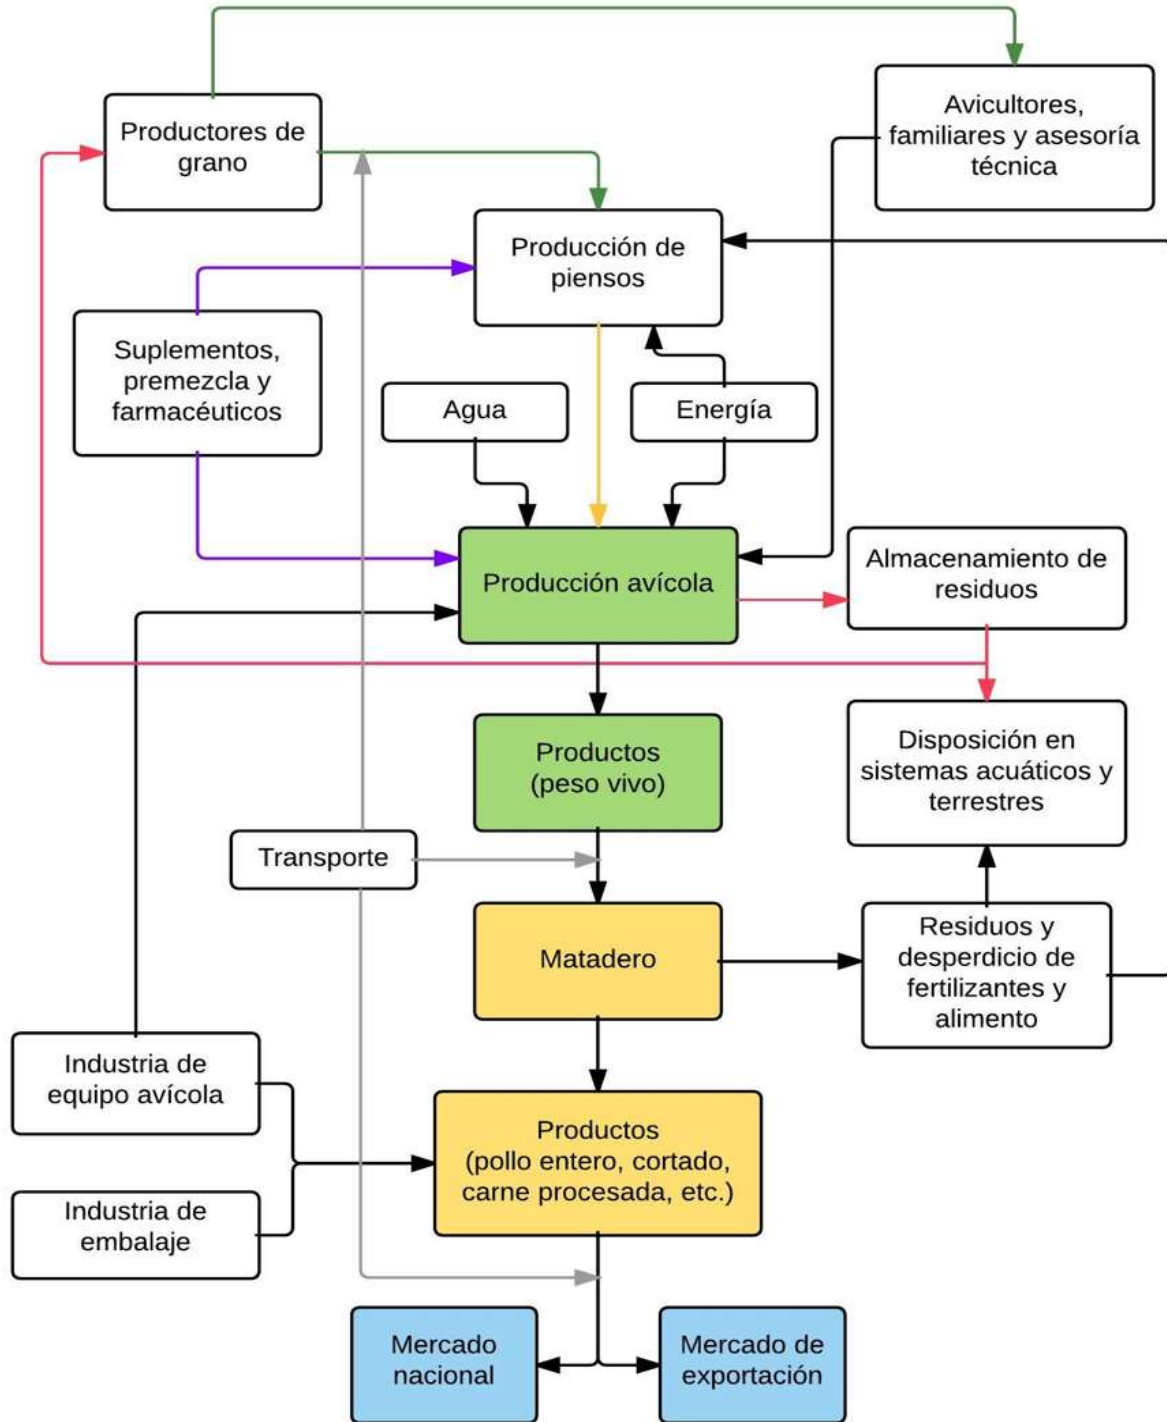 Productores de
grano
Avicultores,
familiares y asesoría
técnica
Producción de
piensos
Suplementos,
premezcla y
farmacéuticos
Agua
Energía
Producción avícola
Almacenamiento de
residuos
Productos
(peso vivo)
Disposición en
sistemas acuáticos y
terrestres
Transporte
Matadero
Residuos y
desperdicio de
fertilizantes y
alimento
Industria de
equipo avícola
Productos
(pollo entero, cortado,
carne procesada, etc.)
Industria de
embalaje
Mercado
nacional
Mercado de
exportación